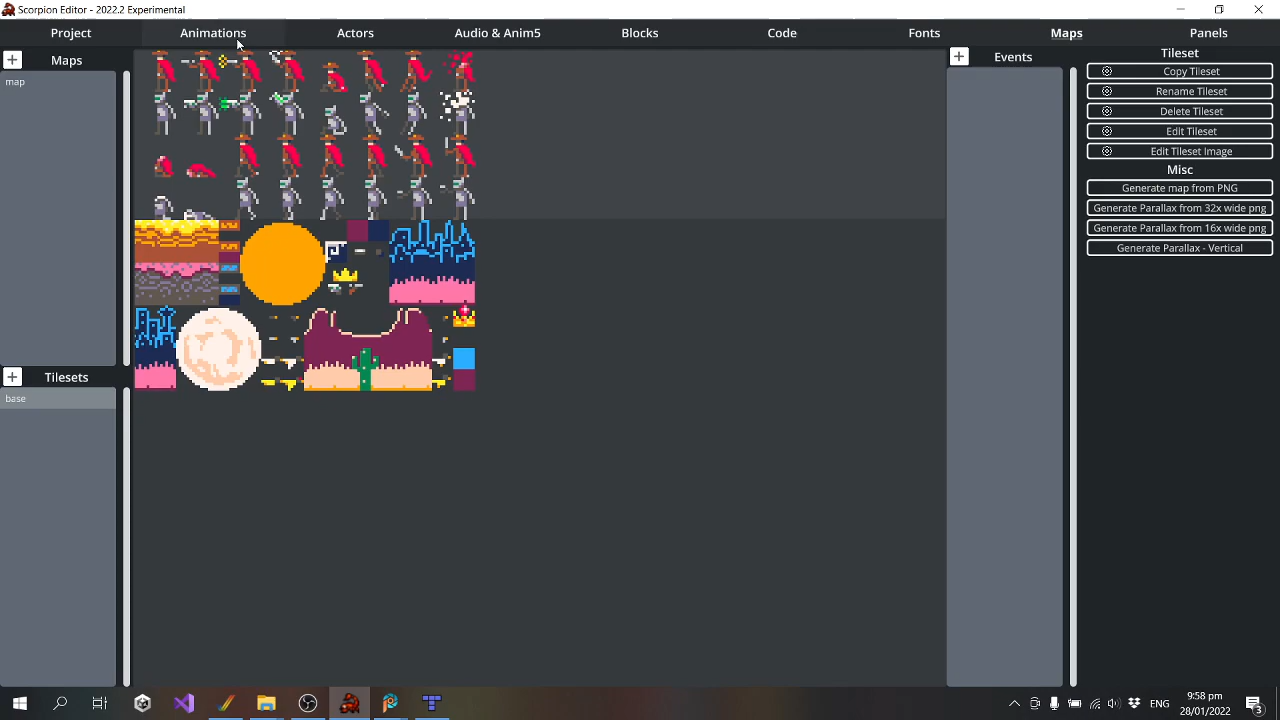 Scorpion Editor - 2022.2 Experimental
Project
Animations
Actors
Audio & Anim5
Blocks
Code
Fonts
Maps
Panels
+ Maps
map
+ Tilesets
base
+ Events
Tileset
Copy Tileset
Rename Tileset
Delete Tileset
Edit Tileset
Edit Tileset Image
Misc
Generate map from PNG
Generate Parallax from 32x wide png
Generate Parallax from 16x wide png
Generate Parallax - Vertical
ENG
9:58 pm
28/01/2022
3